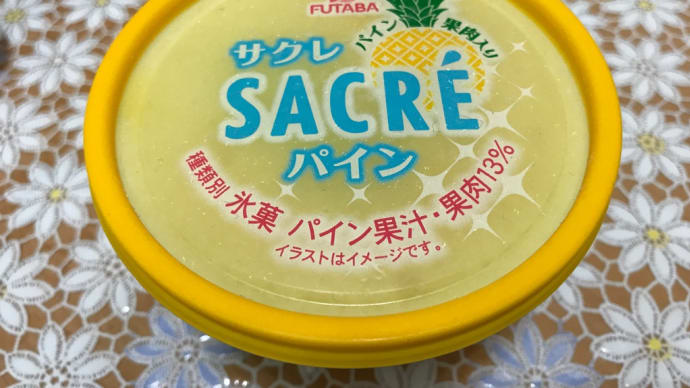 FUTABA
パイン果肉入り
サクレ
SACRÉ
パイン
種類別 氷菓 パイン果汁・果肉13%
イラストはイメージです。